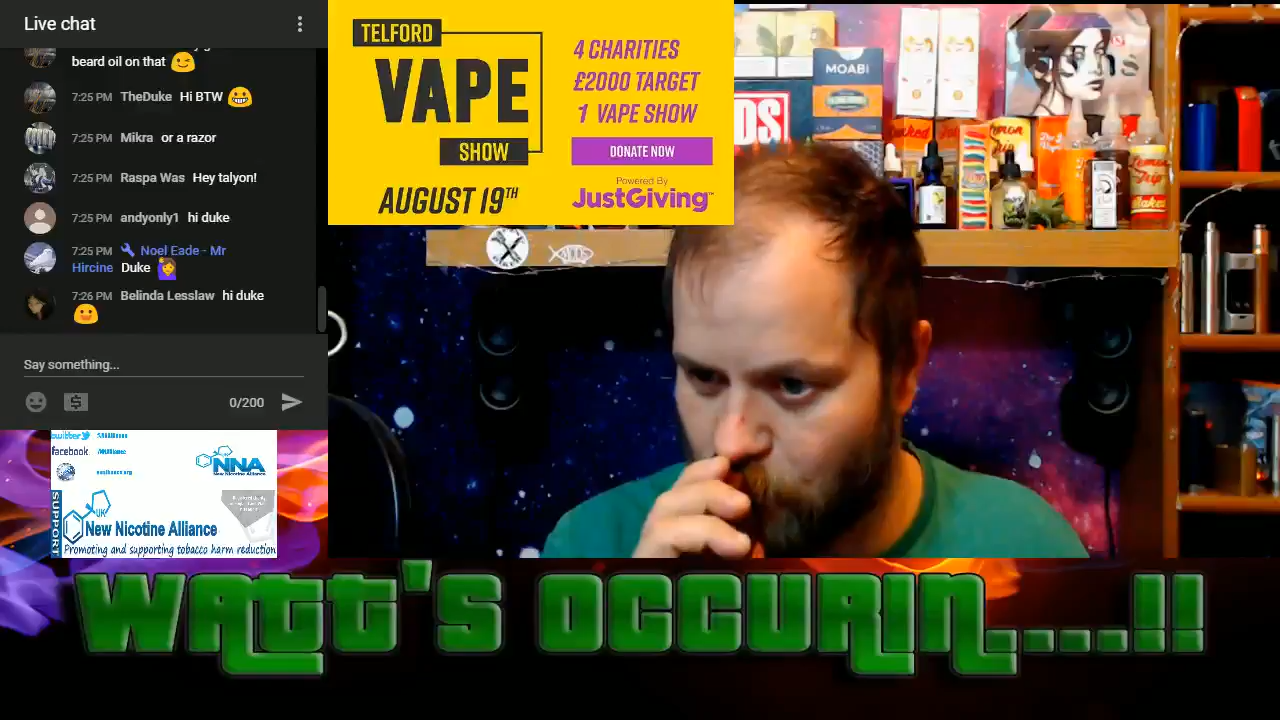 Live chat
beard oil on that
7:25 PM TheDuke Hi BTW
7:25 PM Mikra or a razor
7:25 PM Raspa Was Hey talyon!
7:25 PM andyonly1 hi duke
7:25 PM Noel Eade - Mr
Hircine Duke
7:26 PM Belinda Lesslaw hi duke
Say something...
0/200
TELFORD
VAPE
SHOW
AUGUST 19TH
4 CHARITIES
£2000 TARGET
1 VAPE SHOW
DONATE NOW
Powered By
JustGiving™
MOABI
Lemon
twitter
facebook
NNA
New Nicotine Alliance
SUPPORT
UK
New Nicotine Alliance
Promoting and supporting tobacco harm reduction
WATT'S OCCURIN....!!